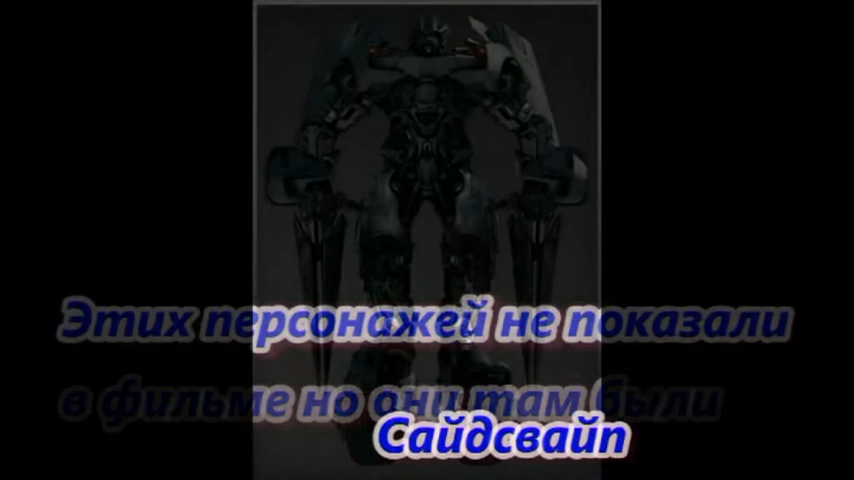 Этих персонажей не показали
в фильме но они там были
Сайдсвайп